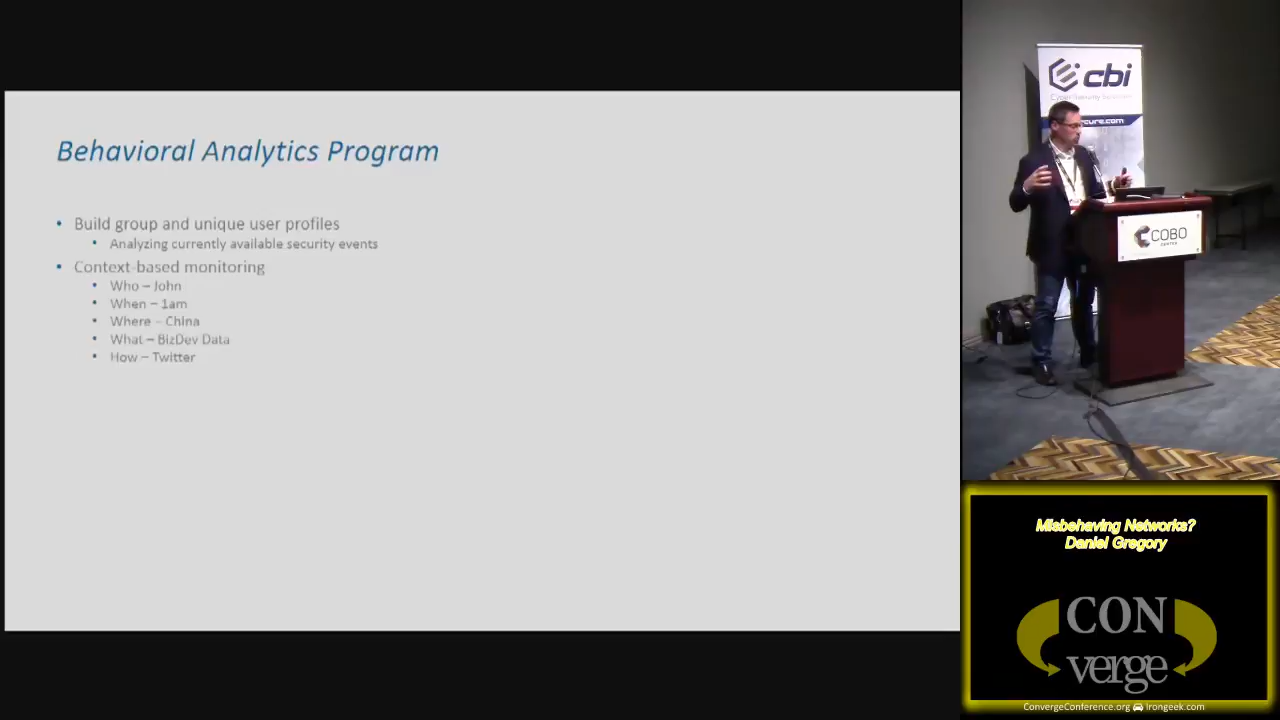 Behavioral Analytics Program
• Build group and unique user profiles
• Analyzing currently available security events
• Context-based monitoring
• Who – John
• When – 1am
• Where – China
• What – BizDev Data
• How – Twitter
cbi
COBO
CENTER
Misbehaving Networks?
Daniel Gregory
CON
verge
ConvergeConference.org Irongeek.com